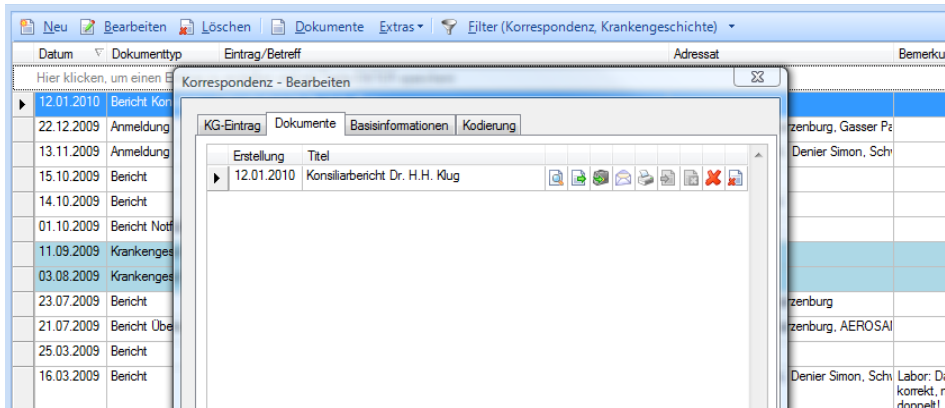 Neu Bearbeiten Löschen Dokumente Extras Filter (Korrespondenz, Krankengeschichte)
Datum Dokumenttyp Eintrag/Betreff Adressat Bemerku
Hier klicken, um einen E
Korrespondenz - Bearbeiten
12.01.2010 Bericht Kon
KG-Eintrag Dokumente Basisinformationen Kodierung
22.12.2009 Anmeldung zenburg, Gasser Pa
Erstellung Titel
13.11.2009 Anmeldung Denier Simon, Schv
12.01.2010 Konsiliarbericht Dr. H.H. Klug
15.10.2009 Bericht
14.10.2009 Bericht
01.10.2009 Bericht Notf
11.09.2009 Krankenges
03.08.2009 Krankenges
23.07.2009 Bericht zenburg
21.07.2009 Bericht Übe zenburg, AEROSAI
25.03.2009 Bericht
16.03.2009 Bericht Denier Simon, Schv Labor: Da
korrekt, n
doppelt!